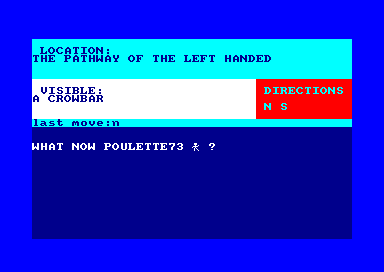 LOCATION:
THE PATHWAY OF THE LEFT HANDED
VISIBLE:
A CROWBAR
DIRECTIONS
N S
last move:n
WHAT NOW POULETTE73 ?